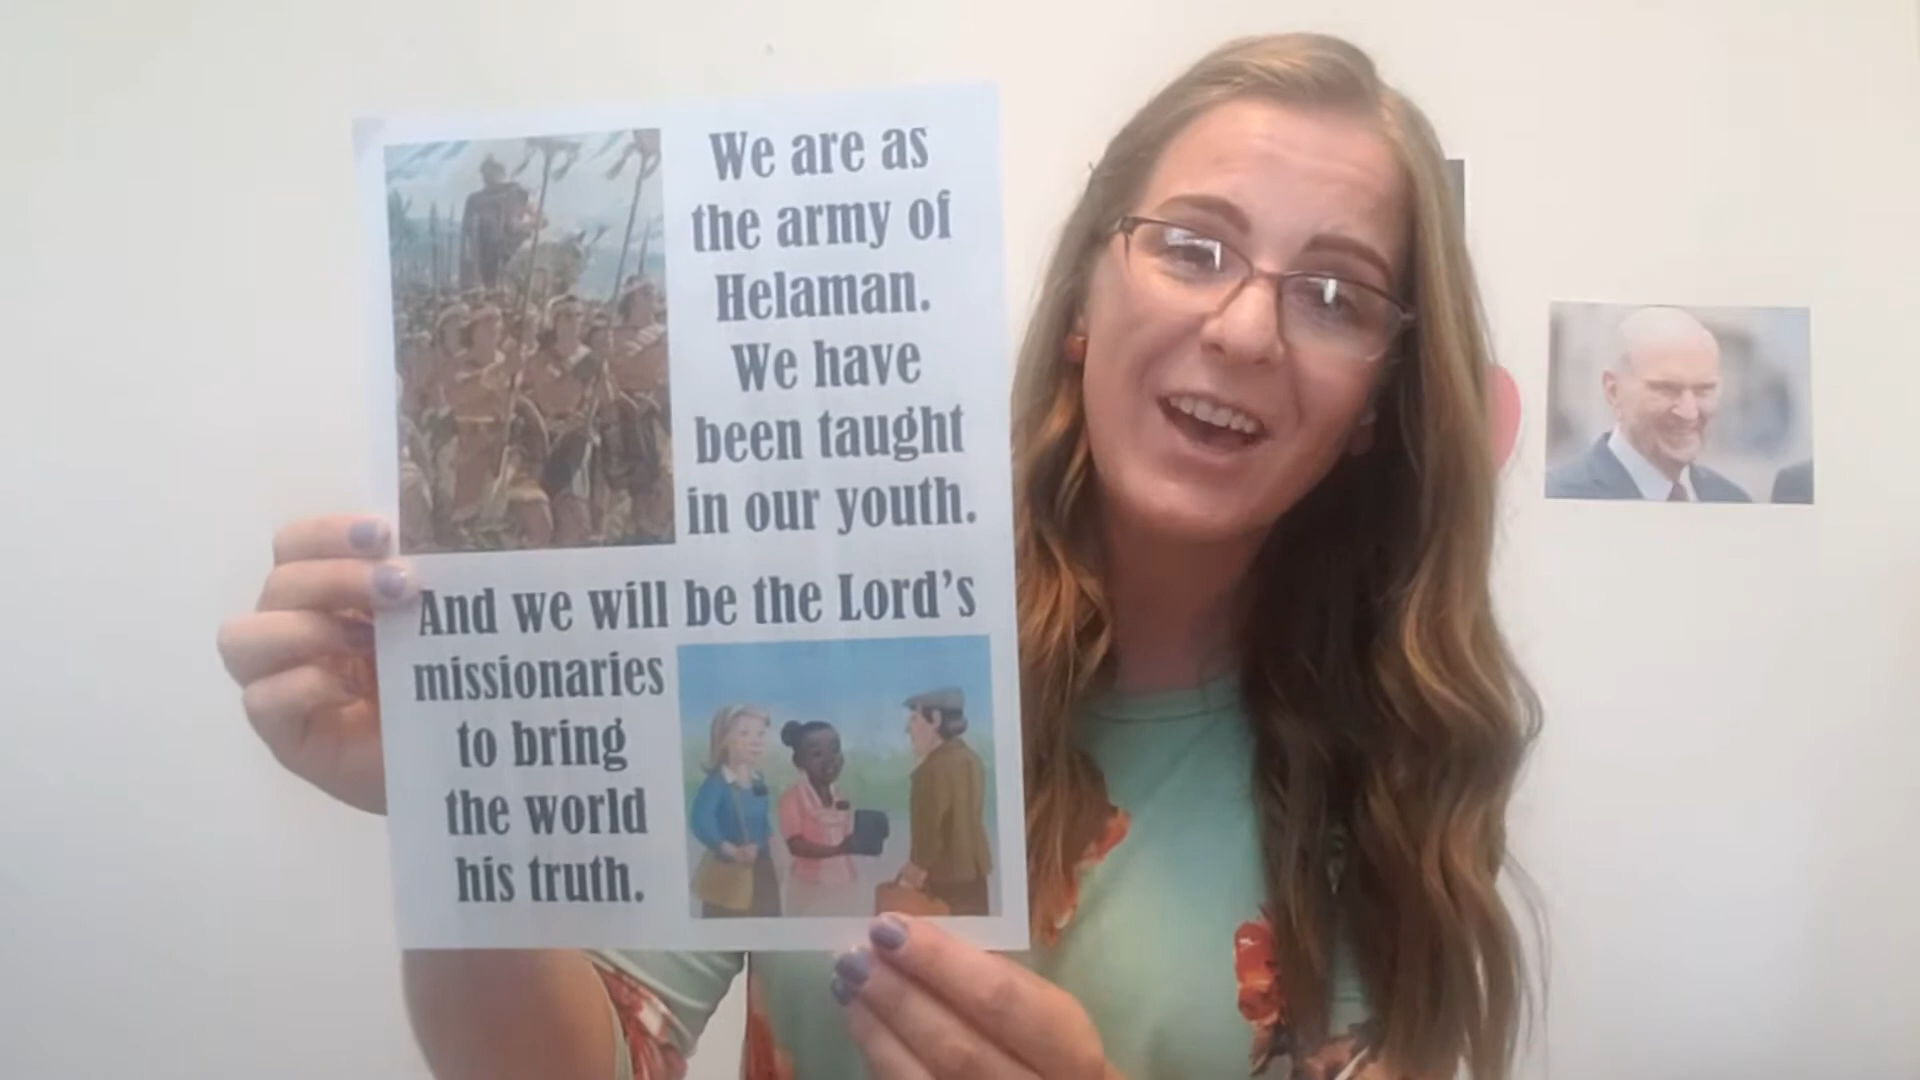 We are as
the army of
Helaman.
We have
been taught
in our youth.
And we will be the Lord's
missionaries
to bring
the world
his truth.